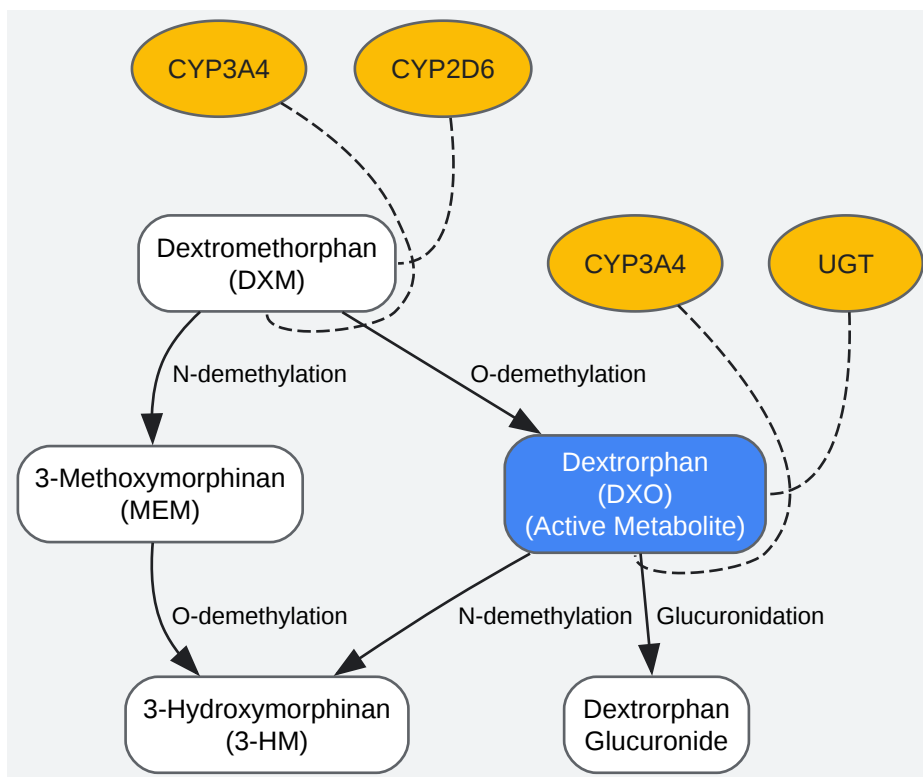 CYP3A4
CYP2D6
Dextromethorphan
(DXM)
CYP3A4
UGT
N-demethylation
O-demethylation
3-Methoxymorphinan
(MEM)
Dextrorphan
(DXO)
(Active Metabolite)
O-demethylation
N-demethylation
Glucuronidation
3-Hydroxymorphinan
(3-HM)
Dextrorphan
Glucuronide